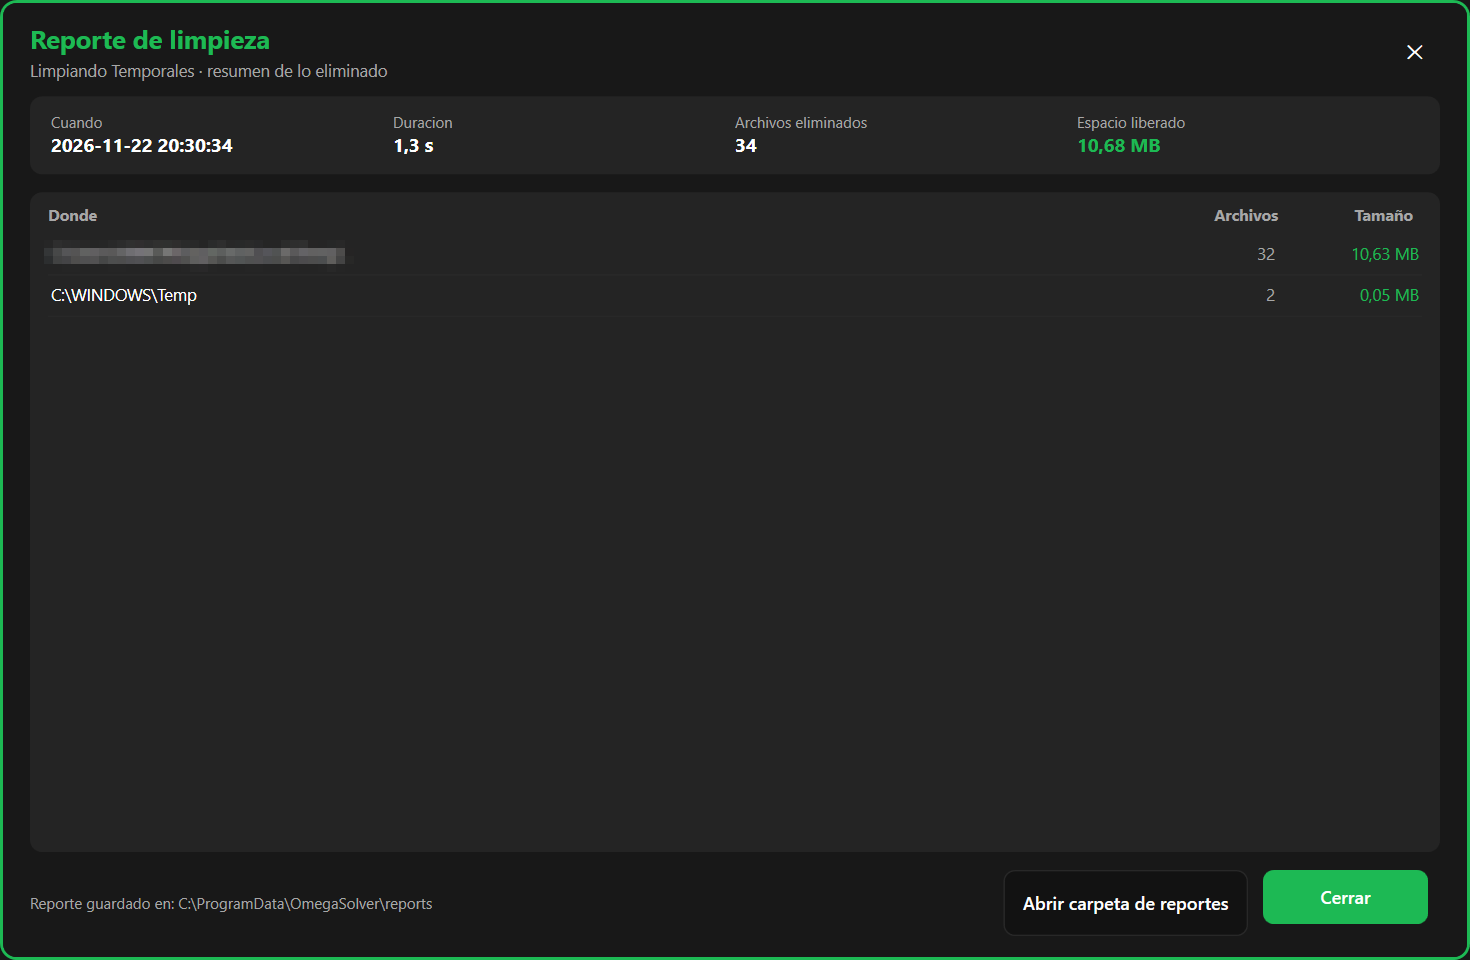 Reporte de limpieza
Limpiando Temporales · resumen de lo eliminado
Cuando Duracion Archivos eliminados Espacio liberado
2026-11-22 20:30:34 1,3 s 34 10,68 MB
Donde Archivos Tamaño
32 10,63 MB
C:\WINDOWS\Temp 2 0,05 MB
Reporte guardado en: C:\ProgramData\OmegaSolver\reports
Abrir carpeta de reportes
Cerrar